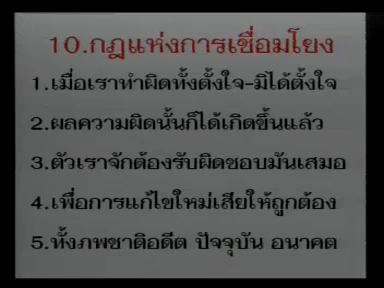 10.กฎแห่งการเชื่อมโยง
1.เมื่อเราทำผิดทั้งตั้งใจ-มิได้ตั้งใจ
2.ผลความผิดนั้นก็ได้เกิดขึ้นแล้ว
3.ตัวเราจักต้องรับผิดชอบมันเสมอ
4.เพื่อการแก้ไขใหม่เสียให้ถูกต้อง
5.ทั้งภพชาติอดีต ปัจจุบัน อนาคต